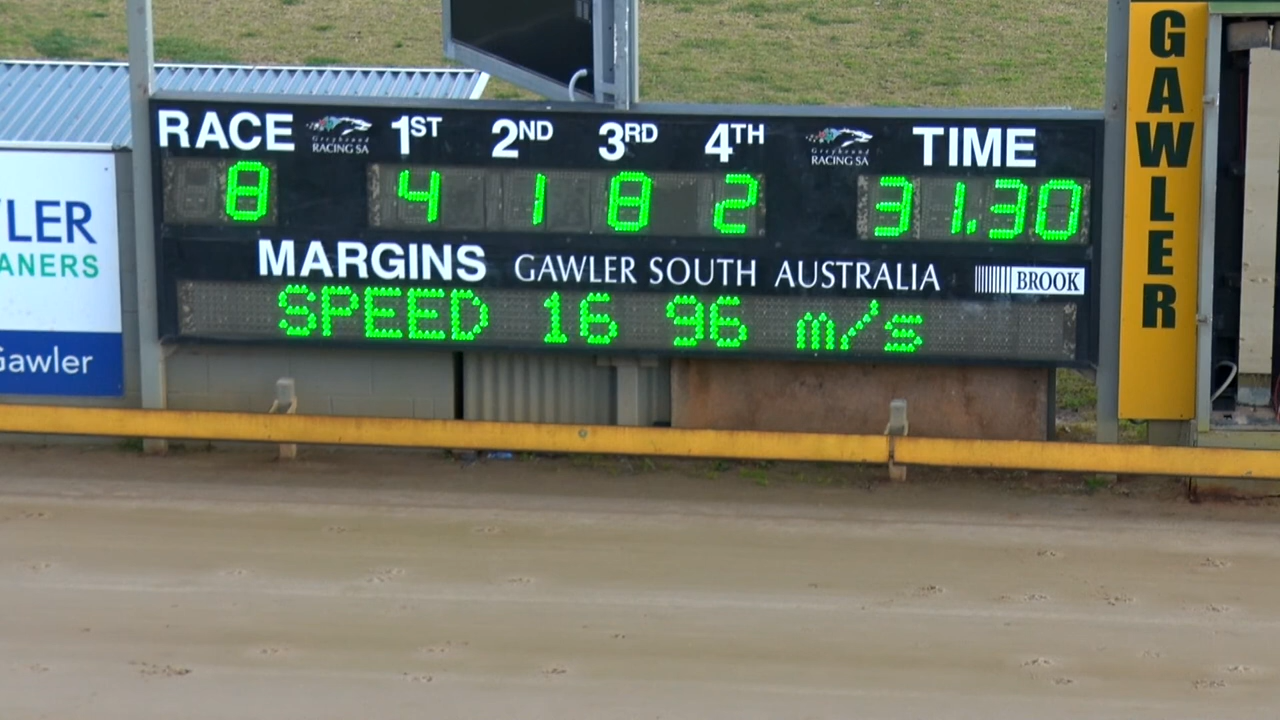 RACE Greyhound RACING SA 1ST 2ND 3RD 4TH Greyhound RACING SA TIME
8 4 1 8 2 31.30
MARGINS GAWLER SOUTH AUSTRALIA BROOK
SPEED 16 96 m/s
GAWLER
LER
ANERS
Gawler